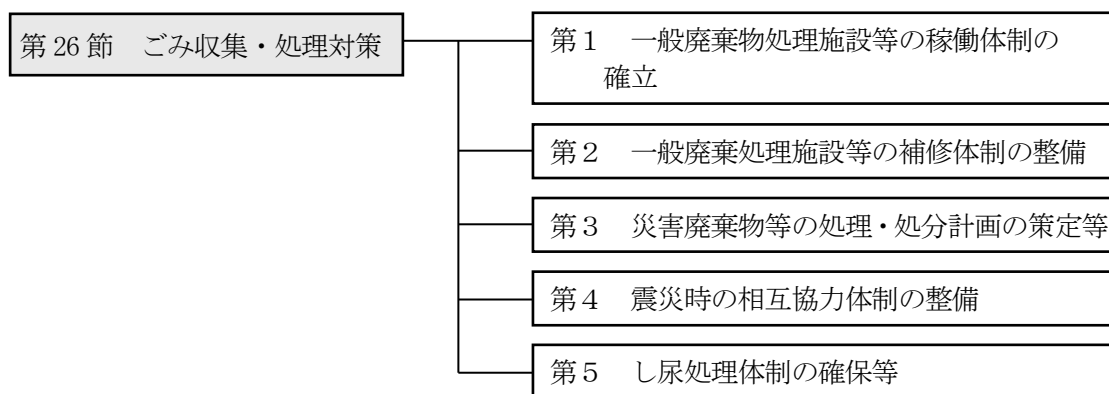 第26節　ごみ収集・処理対策
第１　一般廃棄物処理施設等の稼働体制の
確立
第２　一般廃棄処理施設等の補修体制の整備
第３　災害廃棄物等の処理・処分計画の策定等
第４　震災時の相互協力体制の整備
第５　し尿処理体制の確保等